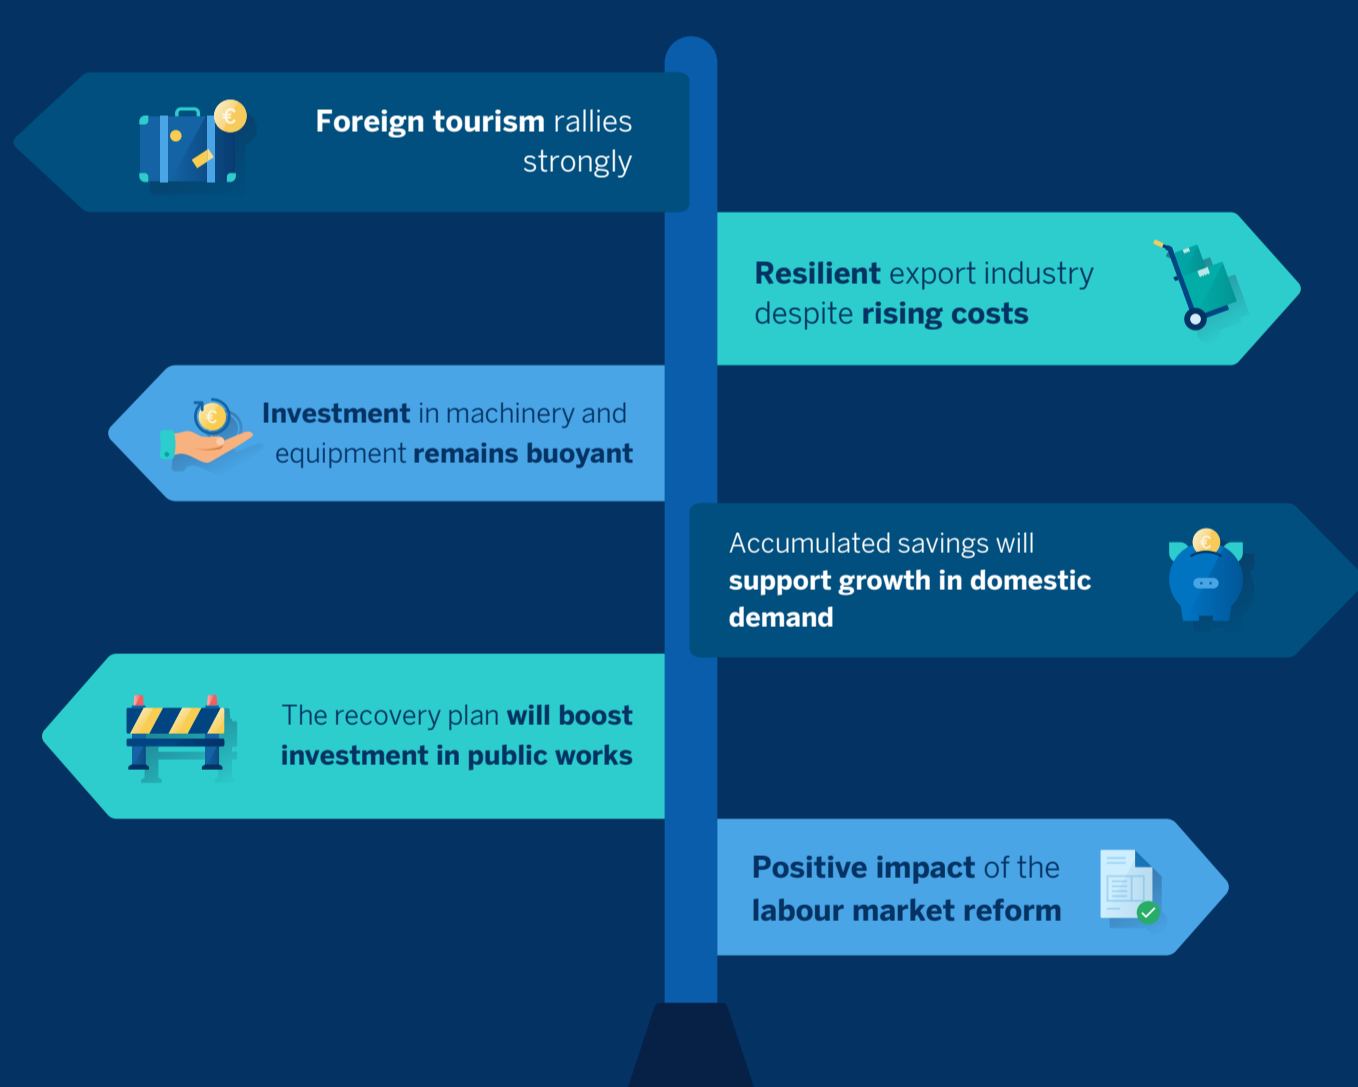 Foreign tourism rallies
strongly
Resilient export industry
despite rising costs
Investment in machinery and
equipment remains buoyant
Accumulated savings will
support growth in domestic
demand
The recovery plan will boost
investment in public works
Positive impact of the
labour market reform